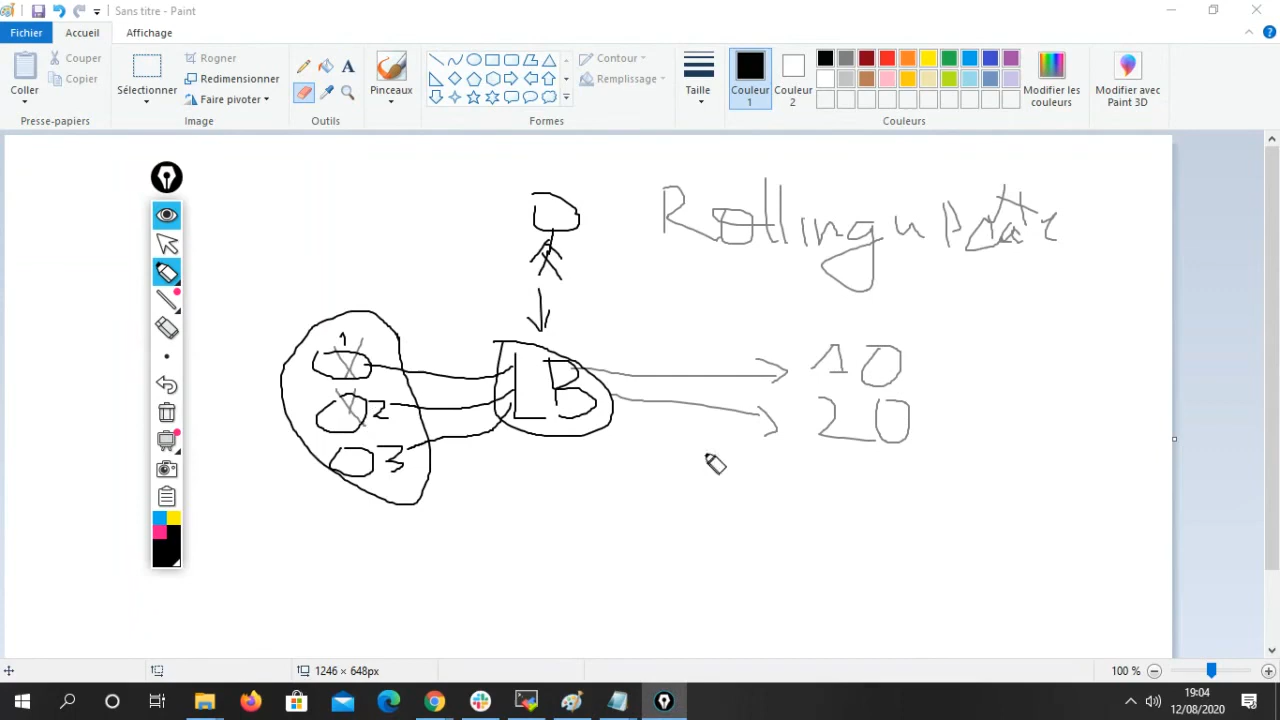 Sans titre - Paint
Fichier Accueil Affichage
Coller
Couper
Copier
Presse-papiers
Sélectionner
Rogner
Redimensionner
Faire pivoter
Image
A
Outils
Pinceaux
Contour
Remplissage
Formes
Taille
Couleur 1
Couleur 2
Modifier les couleurs
Couleurs
Modifier avec Paint 3D
Rolling update
1
2
3
LB
10
20
1246 × 648px
100 %
19:04
12/08/2020